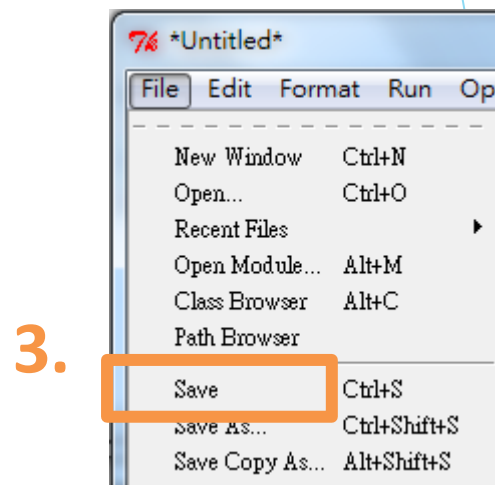 *Untitled*
File Edit Format Run Op
New Window Ctrl+N
Open... Ctrl+O
Recent Files
Open Module... Alt+M
Class Browser Alt+C
Path Browser
3.
Save Ctrl+S
Save As... Ctrl+Shift+S
Save Copy As... Alt+Shift+S